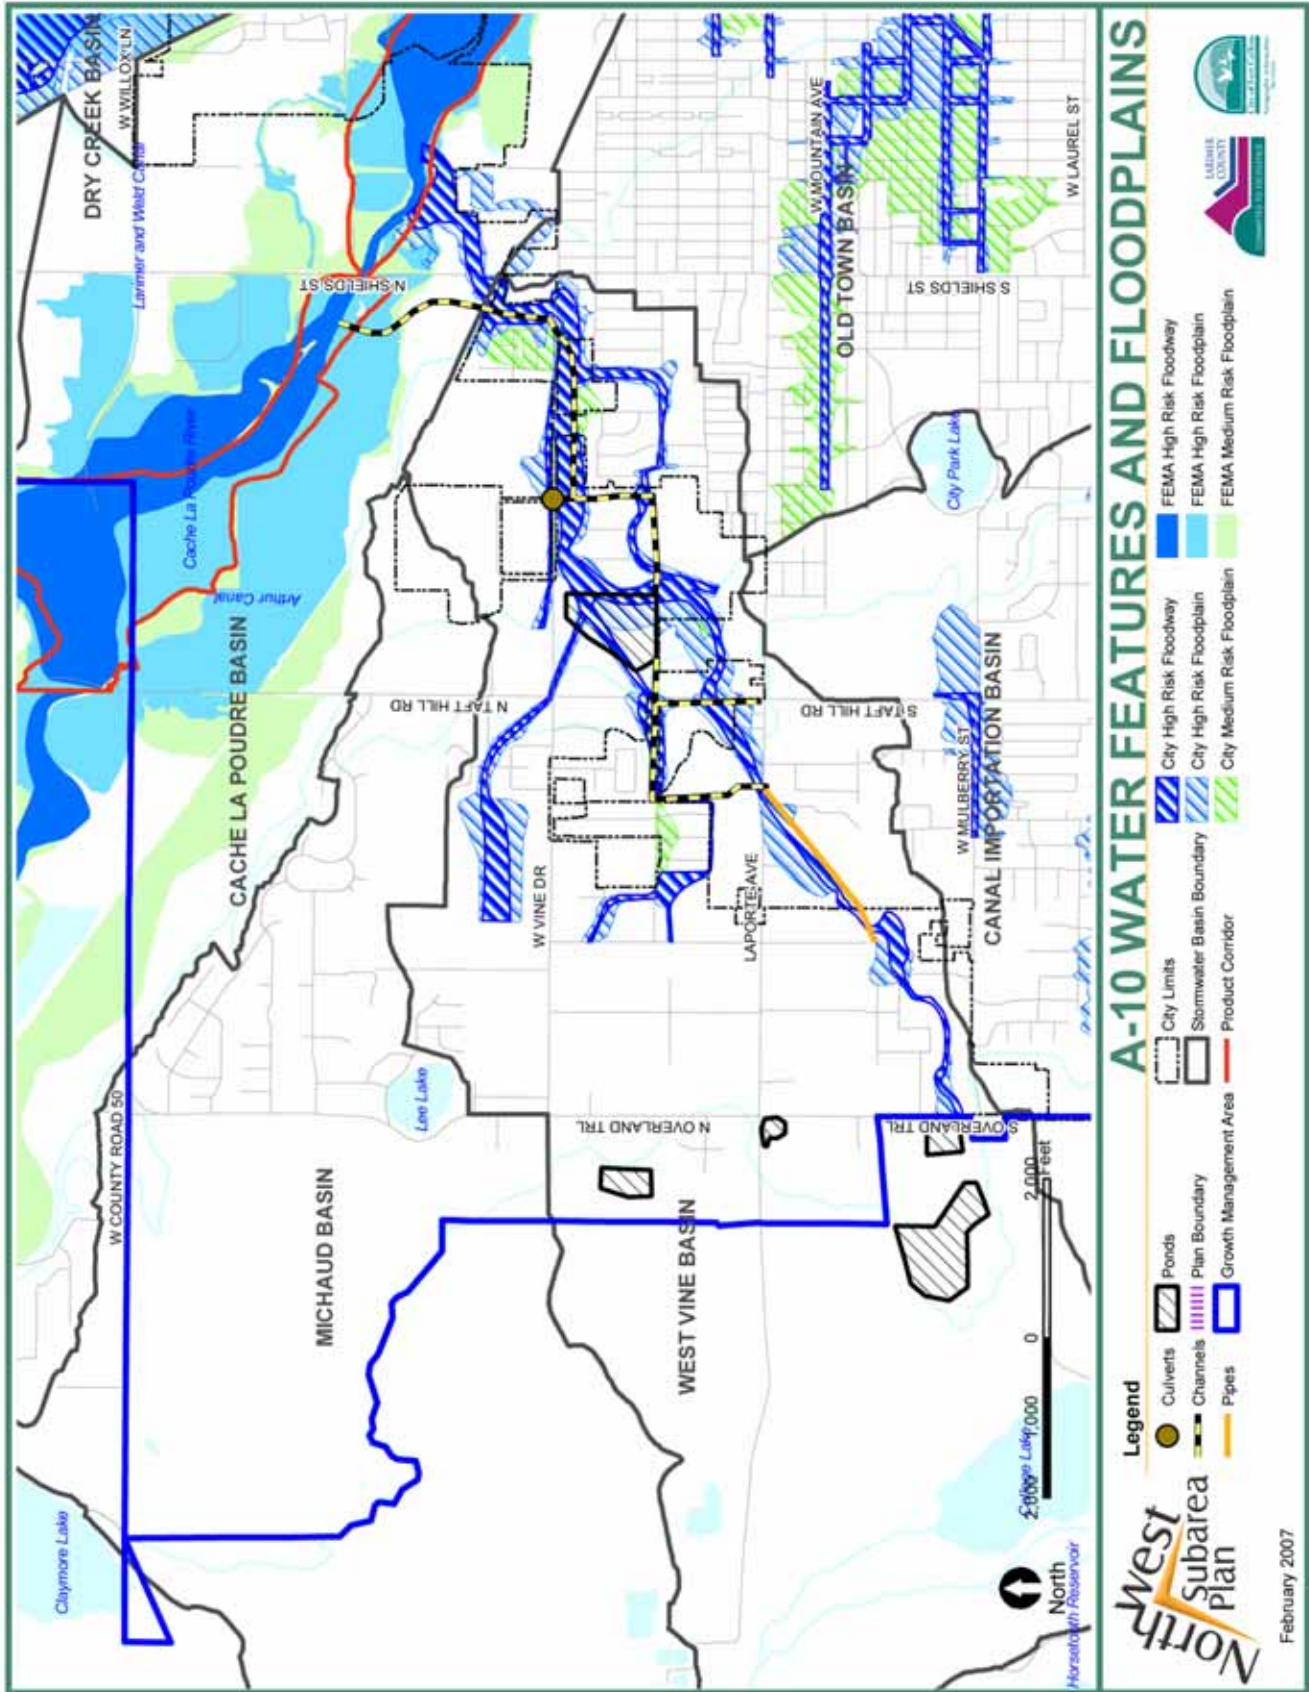 A-10 WATER FEATURES AND FLOODPLAINS
DRY CREEK BASIN
W WILLOX LN
Larimer and Weld Canal
N SHIELDS ST
Cache La Poudre River
Arthur Canal
CACHE LA POUDRE BASIN
W COUNTY ROAD 50
Claymore Lake
MICHAUD BASIN
Lee Lake
N TAFT HILL RD
W VINE DR
N OVERLAND TRL
WEST VINE BASIN
LAPORTE AVE
S TAFT HILL RD
W MULBERRY ST
CANAL IMPORTATION BASIN
S OVERLAND TRL
City Park Lake
OLD TOWN BASIN
W MOUNTAIN AVE
S SHIELDS ST
W LAUREL ST
College Lake
Horsetooth Reservoir
North
2,000
1,000
0
2,000
Feet
North West
Subarea
Plan
February 2007
Legend
Culverts
Channels
Pipes
Ponds
Plan Boundary
Growth Management Area
City Limits
Stormwater Basin Boundary
Product Corridor
City High Risk Floodway
City High Risk Floodplain
City Medium Risk Floodplain
FEMA High Risk Floodway
FEMA High Risk Floodplain
FEMA Medium Risk Floodplain
LARIMER
COUNTY
City of Fort Collins